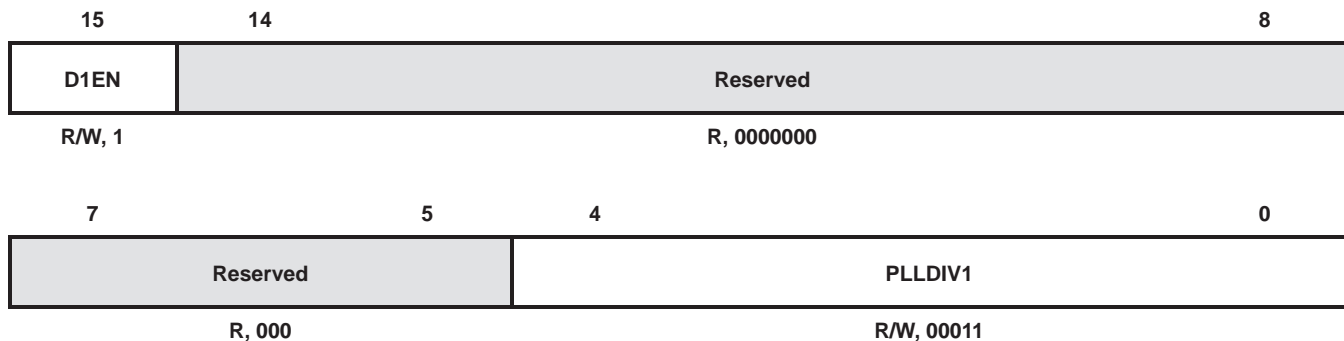 15 14 8
D1EN Reserved
R/W, 1 R, 0000000
7 5 4 0
Reserved PLLDIV1
R, 000 R/W, 00011